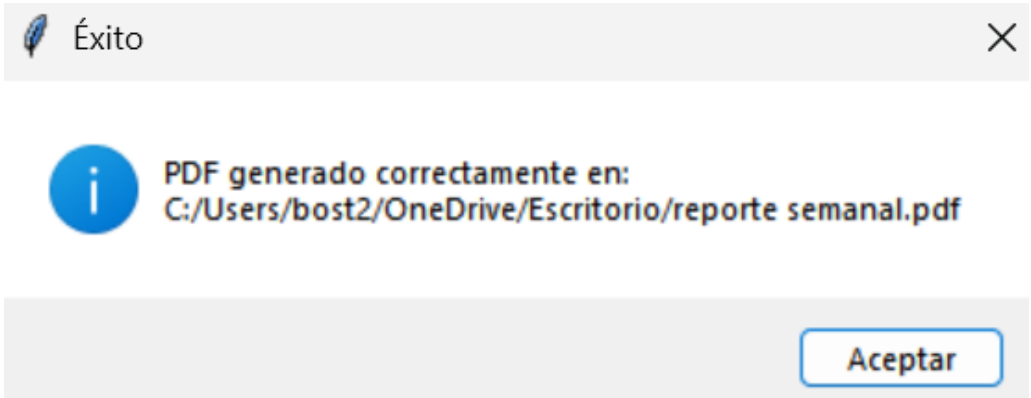 Éxito
PDF generado correctamente en:
C:/Users/bost2/OneDrive/Escritorio/reporte semanal.pdf
Aceptar